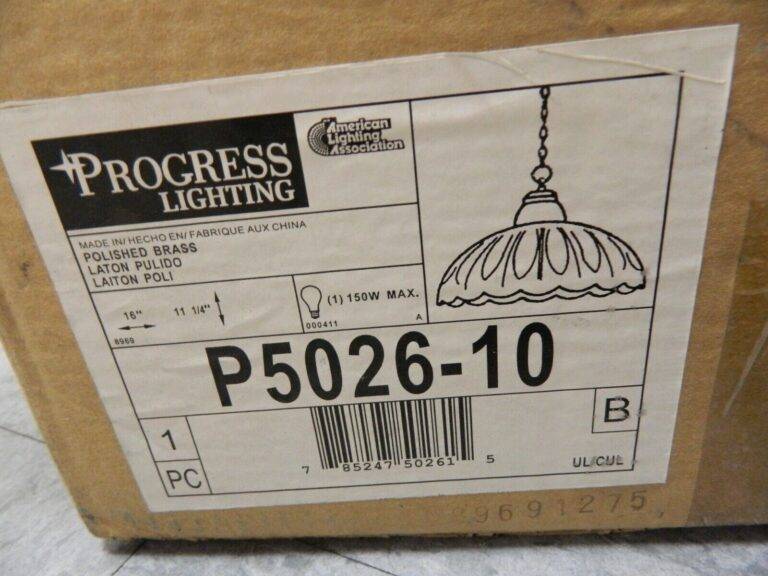 PROGRESS
LIGHTING
American
Lighting
Association
MADE IN/ HECHO EN/ FABRIQUE AUX CHINA
POLISHED BRASS
LATON PULIDO
LAITON POLI
16"
11 1/4"
(1) 150W MAX.
8969
000411
A
P5026-10
1
PC
B
7 85247 50261 5
UL/CUL
9691275